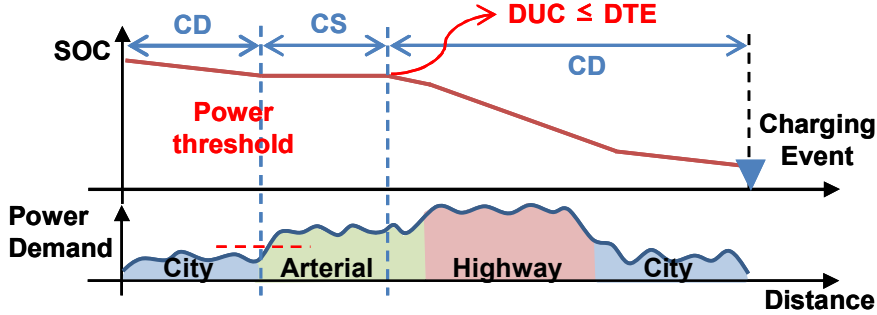 CD
CS
DUC ≤ DTE
SOC
CD
Power
threshold
Charging
Event
Power
Demand
City
Arterial
Highway
City
Distance